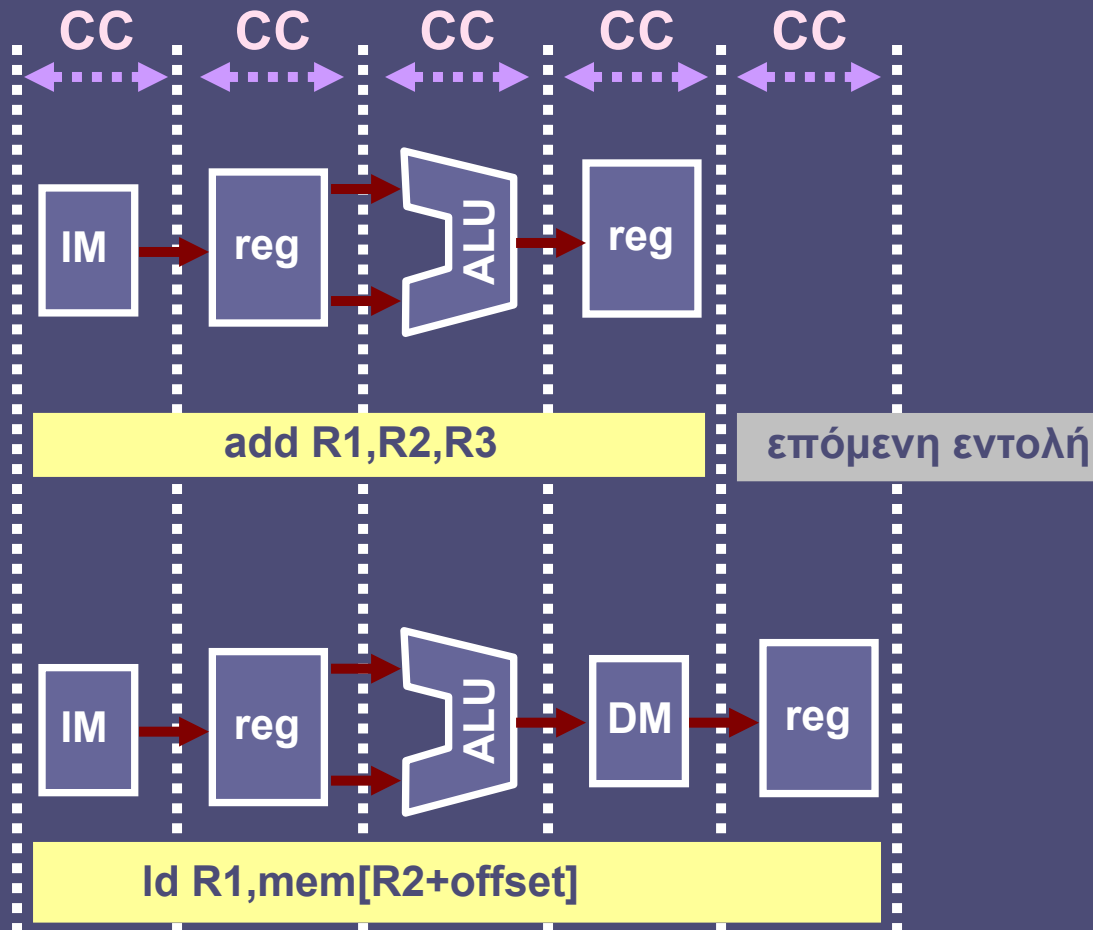 CC CC CC CC CC
IM reg ALU reg
add R1,R2,R3 επόμενη εντολή
IM reg ALU DM reg
ld R1,mem[R2+offset]